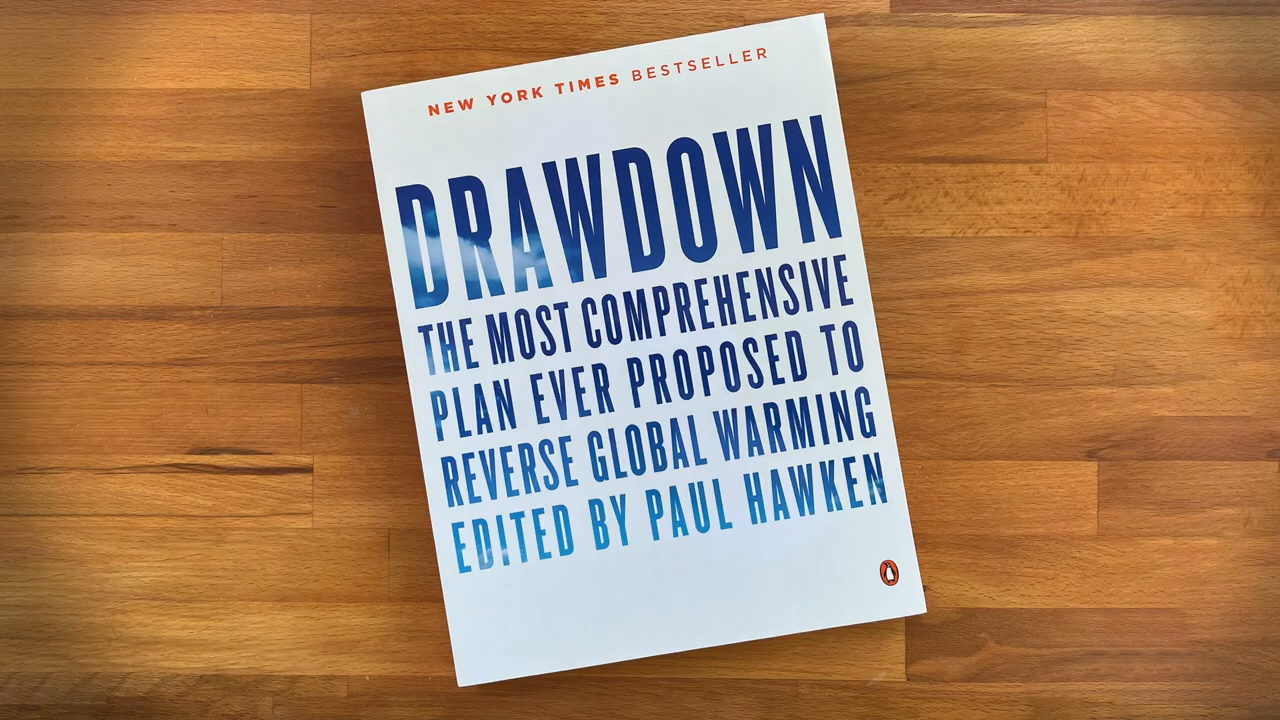 NEW YORK TIMES BESTSELLER
DRAWDOWN
THE MOST COMPREHENSIVE
PLAN EVER PROPOSED TO
REVERSE GLOBAL WARMING
EDITED BY PAUL HAWKEN